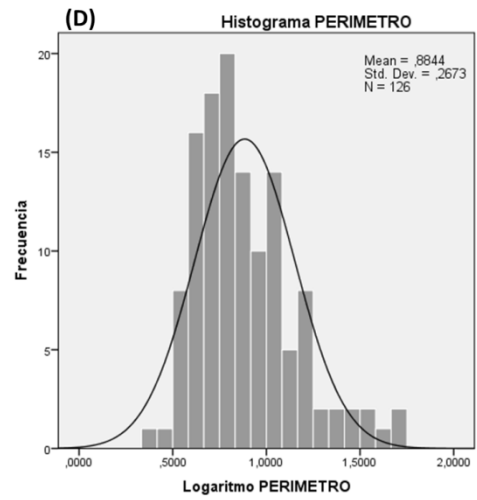 (D)
Histograma PERIMETRO
Mean = ,8844
Std. Dev. = ,2673
N = 126
20
15
10
5
0
Frecuencia
,0000 ,5000 1,0000 1,5000 2,0000
Logaritmo PERIMETRO